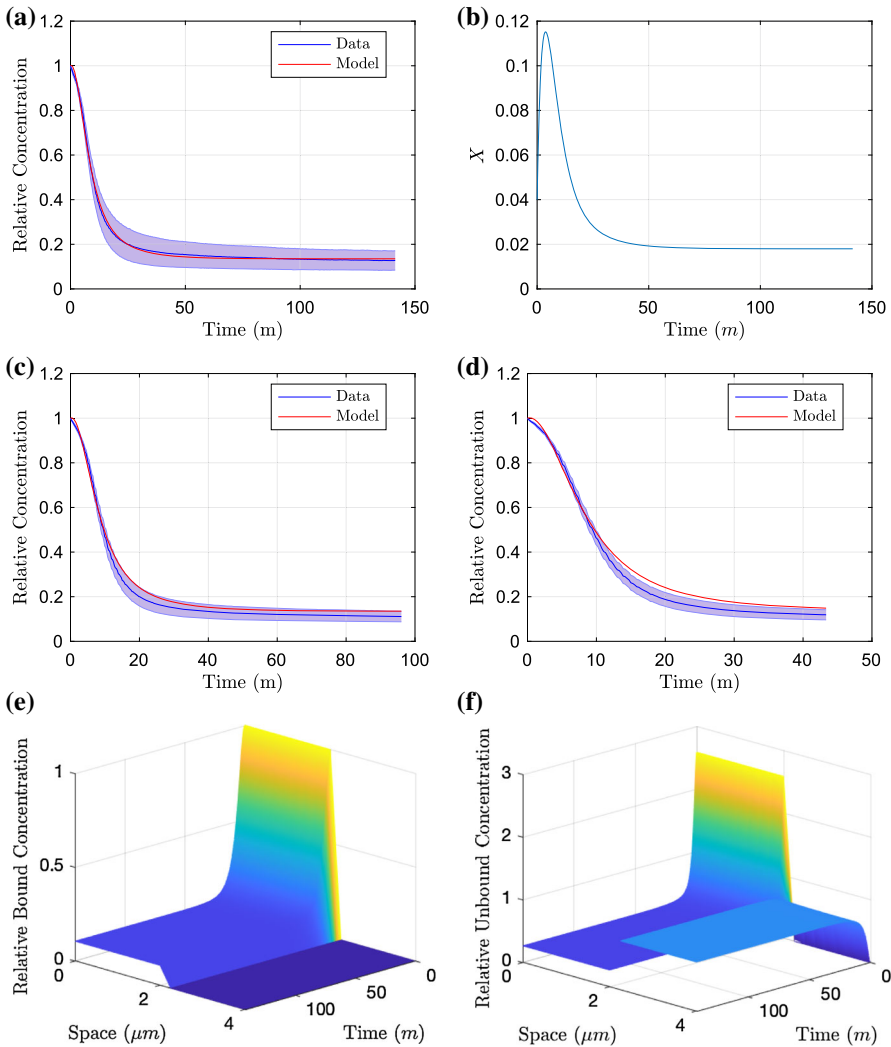 (a)
1.2
1
0.8
0.6
0.4
0.2
0
0
50
100
150
Relative Concentration
Time (m)
Data
Model
(b)
0.12
0.1
0.08
0.06
0.04
0.02
0
0
50
100
150
X
Time (m)
(c)
1.2
1
0.8
0.6
0.4
0.2
0
0
20
40
60
80
100
Relative Concentration
Time (m)
Data
Model
(d)
1.2
1
0.8
0.6
0.4
0.2
0
0
10
20
30
40
50
Relative Concentration
Time (m)
Data
Model
(e)
Relative Bound Concentration
1
0.5
0
0
2
4
100
50
0
Space (μm)
Time (m)
(f)
Relative Unbound Concentration
3
2
1
0
0
2
4
100
50
0
Space (μm)
Time (m)